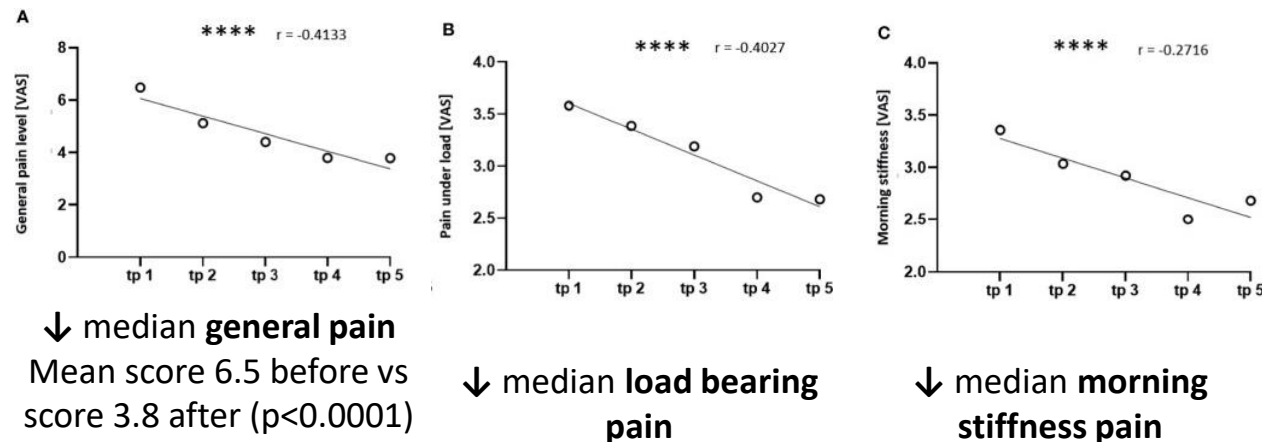 A
**** r = -0.4133
General pain level [VAS]
8
6
4
2
0
tp 1 tp 2 tp 3 tp 4 tp 5
↓ median general pain
Mean score 6.5 before vs
score 3.8 after (p<0.0001)
B
**** r = -0.4027
Pain under load [VAS]
4.0
3.5
3.0
2.5
2.0
tp 1 tp 2 tp 3 tp 4 tp 5
↓ median load bearing
pain
C
**** r = -0.2716
Morning stiffness [VAS]
4.0
3.5
3.0
2.5
2.0
tp 1 tp 2 tp 3 tp 4 tp 5
↓ median morning
stiffness pain